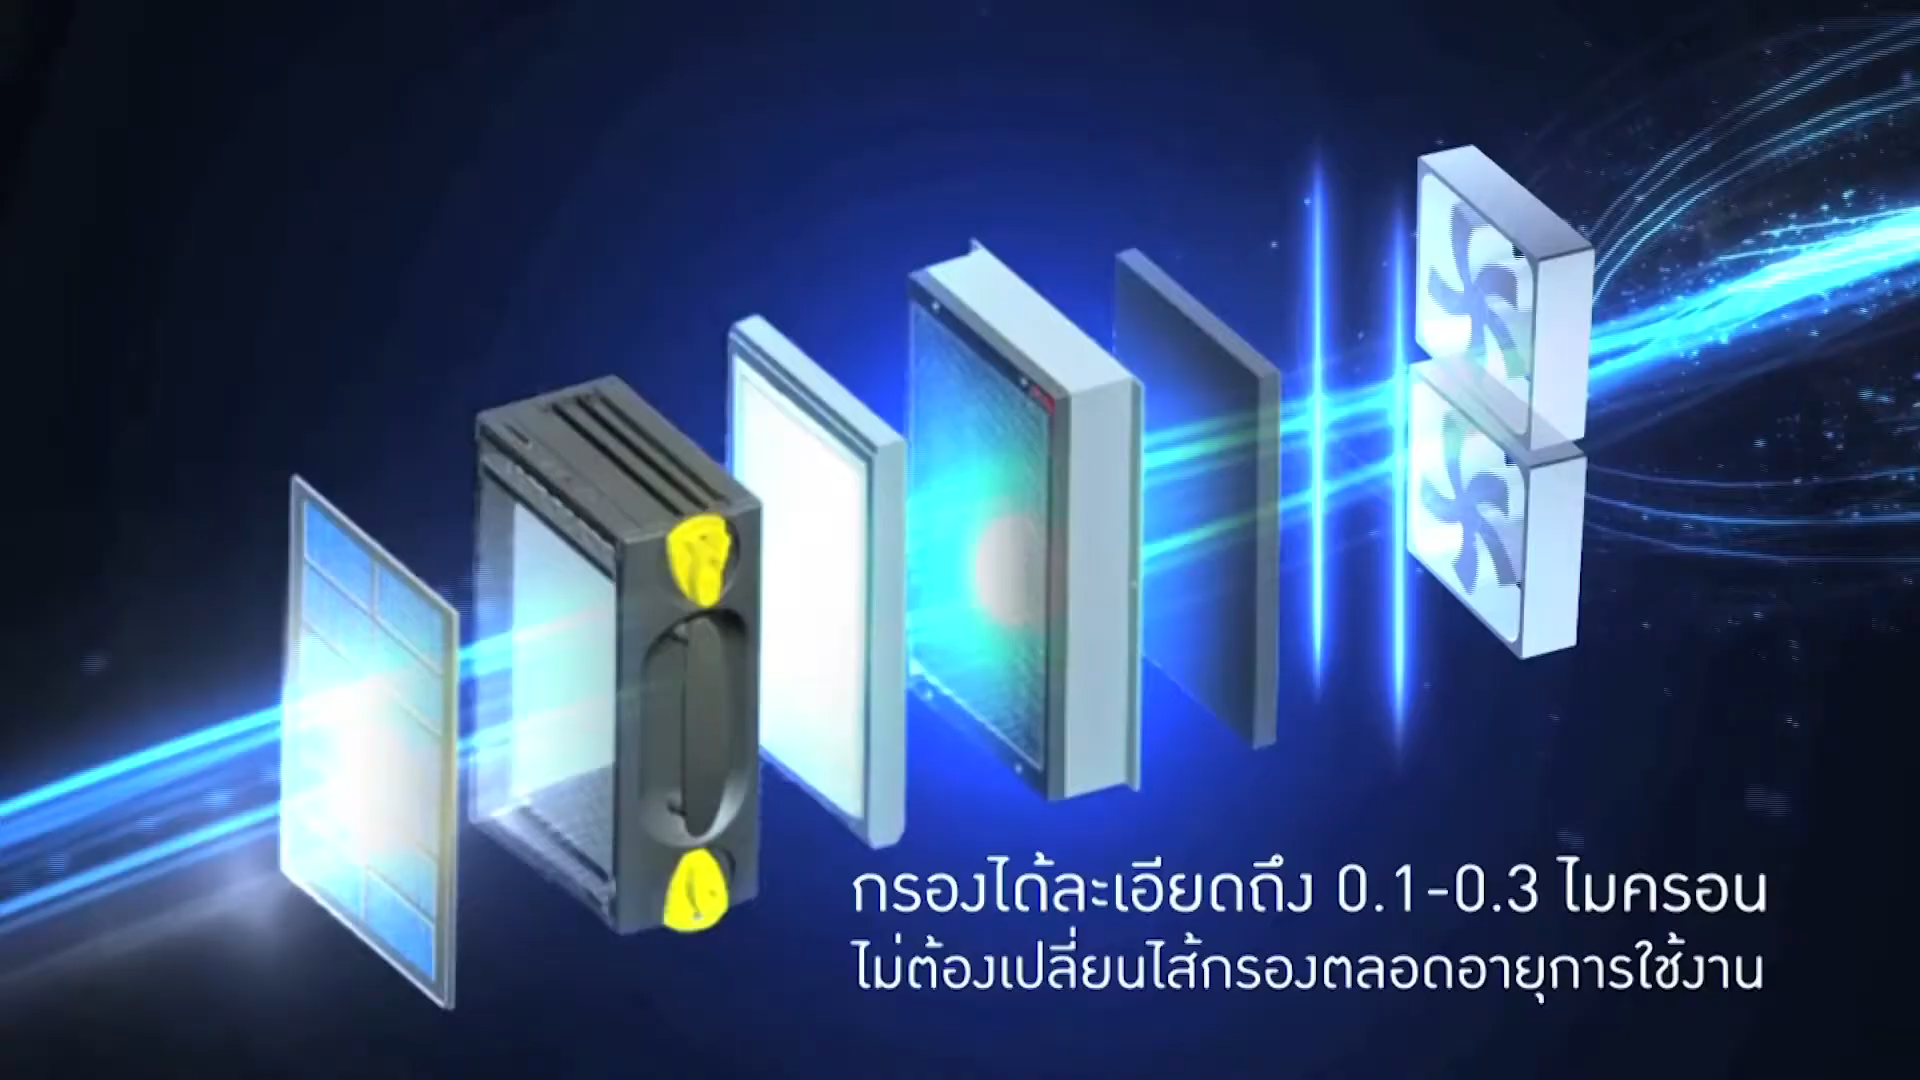 กรองได้ละเอียดถึง 0.1-0.3 ไมครอน
ไม่ต้องเปลี่ยนไส้กรองตลอดอายุการใช้งาน